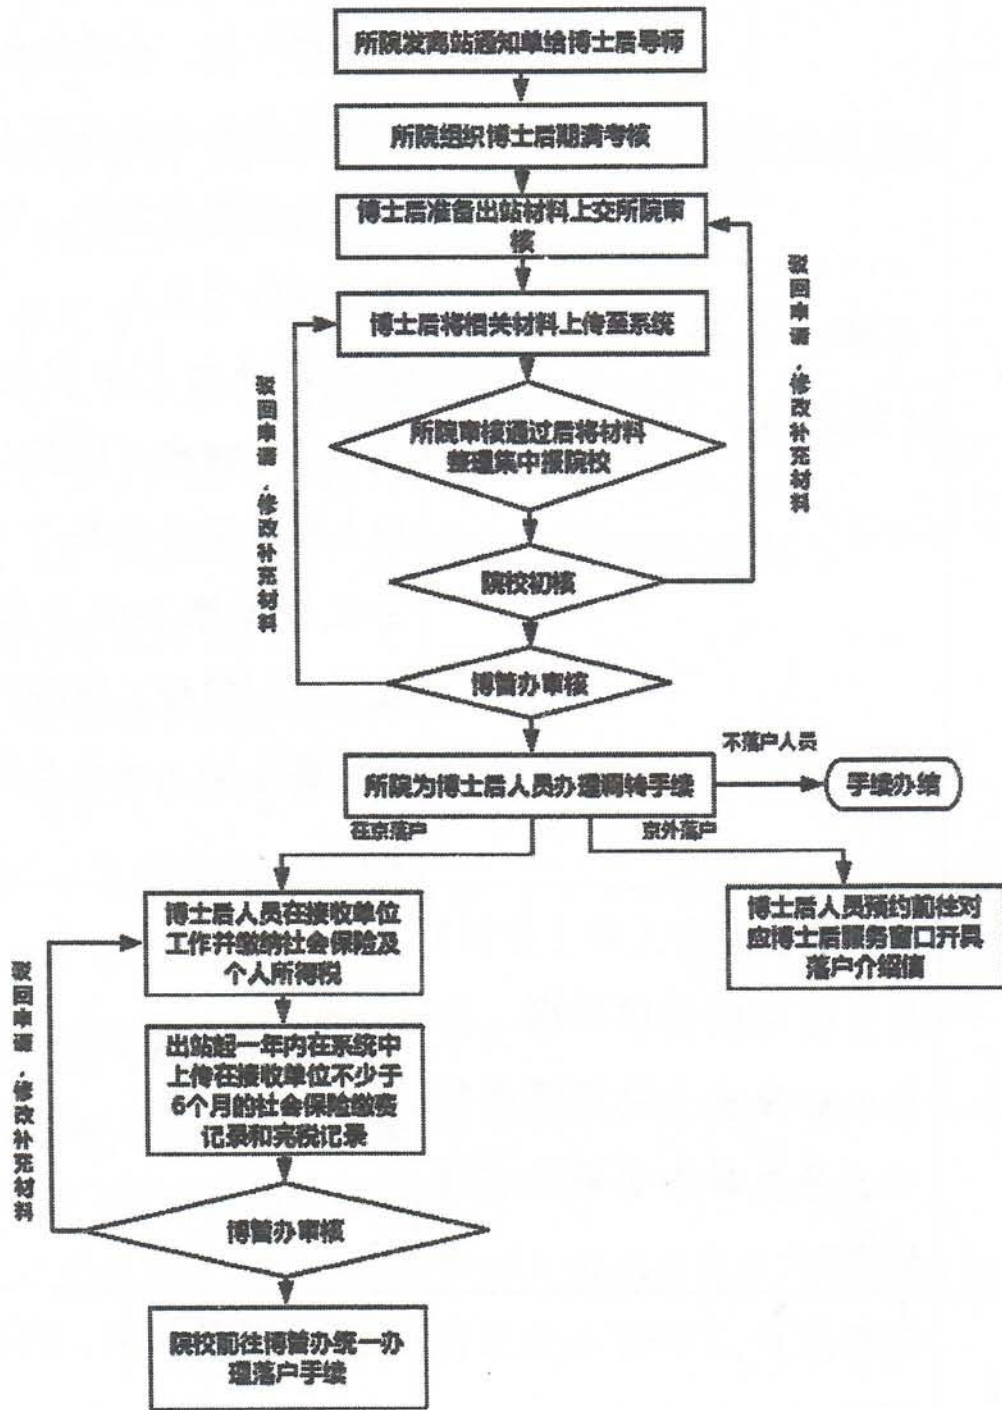 所院发离站通知单给博士后导师
所院组织博士后期满考核
博士后准备出站材料上交所院审
核
博士后将相关材料上传至系统
驳回申请，修改补充材料
驳回申请，修改补充材料
所院审核通过后将材料
整理集中报院校
院校初核
博管办审核
不落户人员
所院为博士后人员办理调转手续
手续办结
在京落户
京外落户
博士后人员在接收单位
工作并缴纳社会保险及
个人所得税
博士后人员预约前往对
应博士后服务窗口开具
落户介绍信
驳回申请，修改补充材料
出站起一年内在系统中
上传在接收单位不少于
6个月的社会保险缴费
记录和完税记录
博管办审核
院校前往博管办统一办
理落户手续